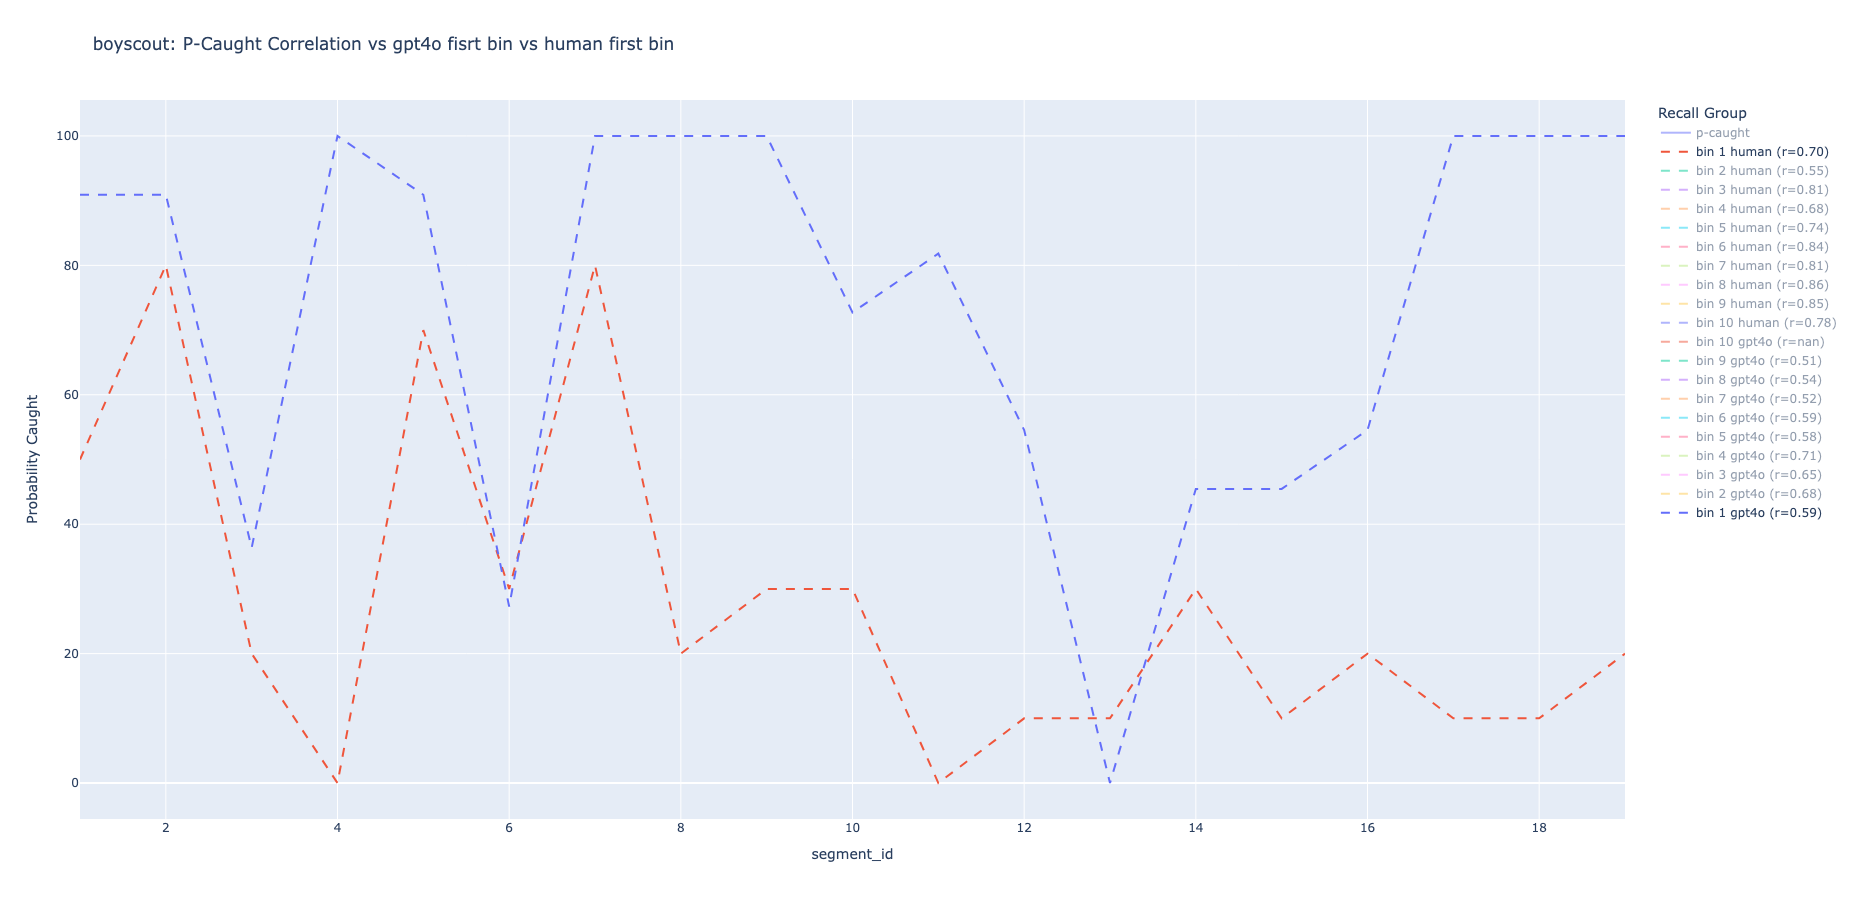 boyscout: P-Caught Correlation vs gpt4o fisrt bin vs human first bin
Probability Caught
100
80
60
40
20
0
2
4
6
8
10
12
14
16
18
segment_id
Recall Group
p-caught
bin 1 human (r=0.70)
bin 2 human (r=0.55)
bin 3 human (r=0.81)
bin 4 human (r=0.68)
bin 5 human (r=0.74)
bin 6 human (r=0.84)
bin 7 human (r=0.81)
bin 8 human (r=0.86)
bin 9 human (r=0.85)
bin 10 human (r=0.78)
bin 10 gpt4o (r=nan)
bin 9 gpt4o (r=0.51)
bin 8 gpt4o (r=0.54)
bin 7 gpt4o (r=0.52)
bin 6 gpt4o (r=0.59)
bin 5 gpt4o (r=0.58)
bin 4 gpt4o (r=0.71)
bin 3 gpt4o (r=0.65)
bin 2 gpt4o (r=0.68)
bin 1 gpt4o (r=0.59)